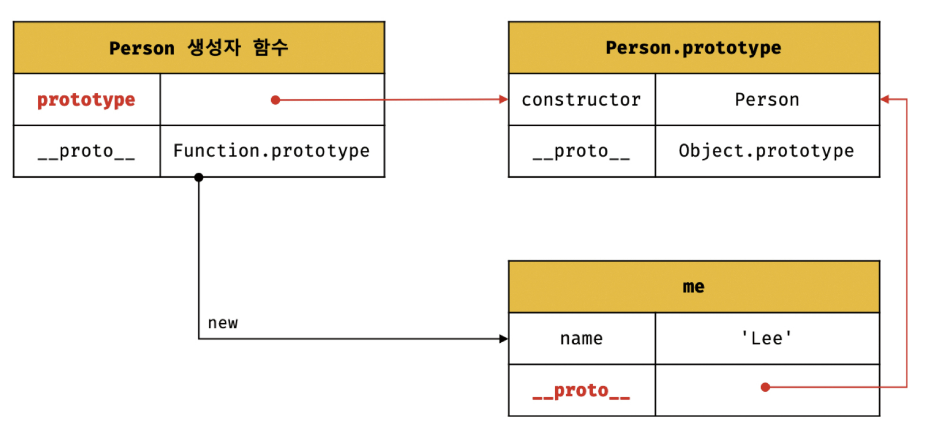 Person 생성자 함수
prototype
__proto__ Function.prototype
Person.prototype
constructor Person
__proto__ Object.prototype
new
me
name 'Lee'
__proto__